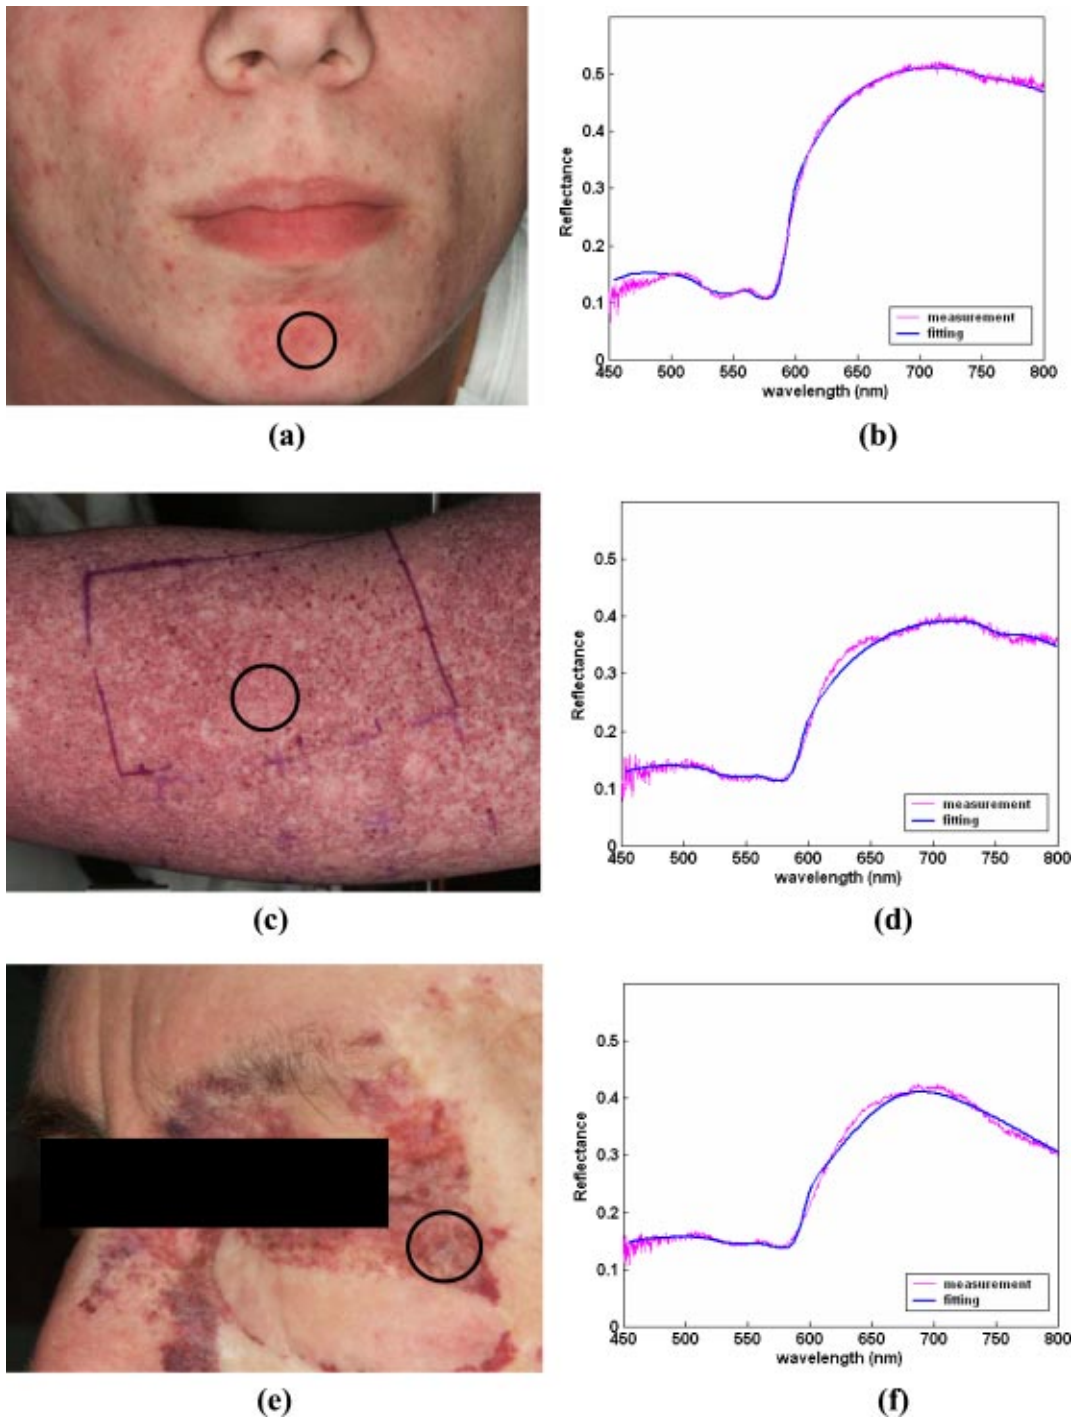 0.5
0.4
0.3
0.2
0.1
0
Reflectance
measurement
fitting
450 500 550 600 650 700 750 800
wavelength (nm)
(a)
(b)
0.5
0.4
0.3
0.2
0.1
0
Reflectance
measurement
fitting
450 500 550 600 650 700 750 800
wavelength (nm)
(c)
(d)
0.5
0.4
0.3
0.2
0.1
0
Reflectance
measurement
fitting
450 500 550 600 650 700 750 800
wavelength (nm)
(e)
(f)